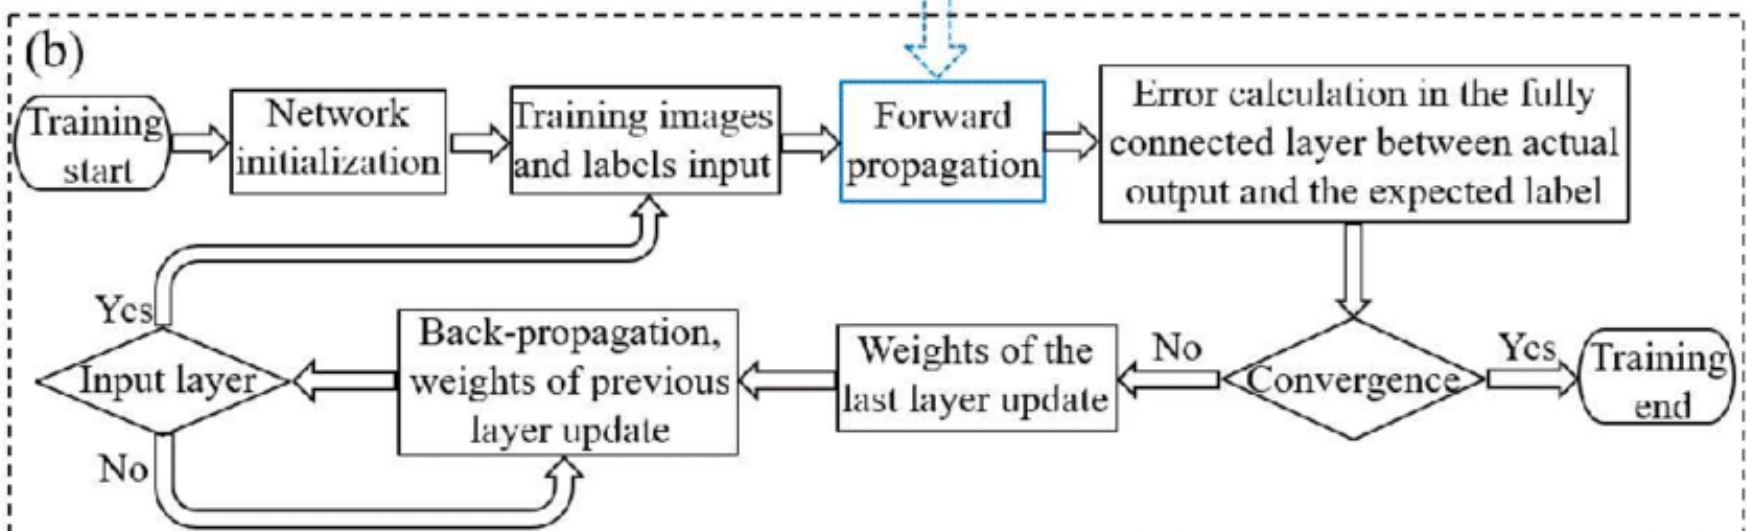 (b)
Training
start
Network
initialization
Training images
and labels input
Forward
propagation
Error calculation in the fully
connected layer between actual
output and the expected label
Convergence
Yes
Training
end
No
Weights of the
last layer update
Back-propagation,
weights of previous
layer update
Input layer
Yes
No